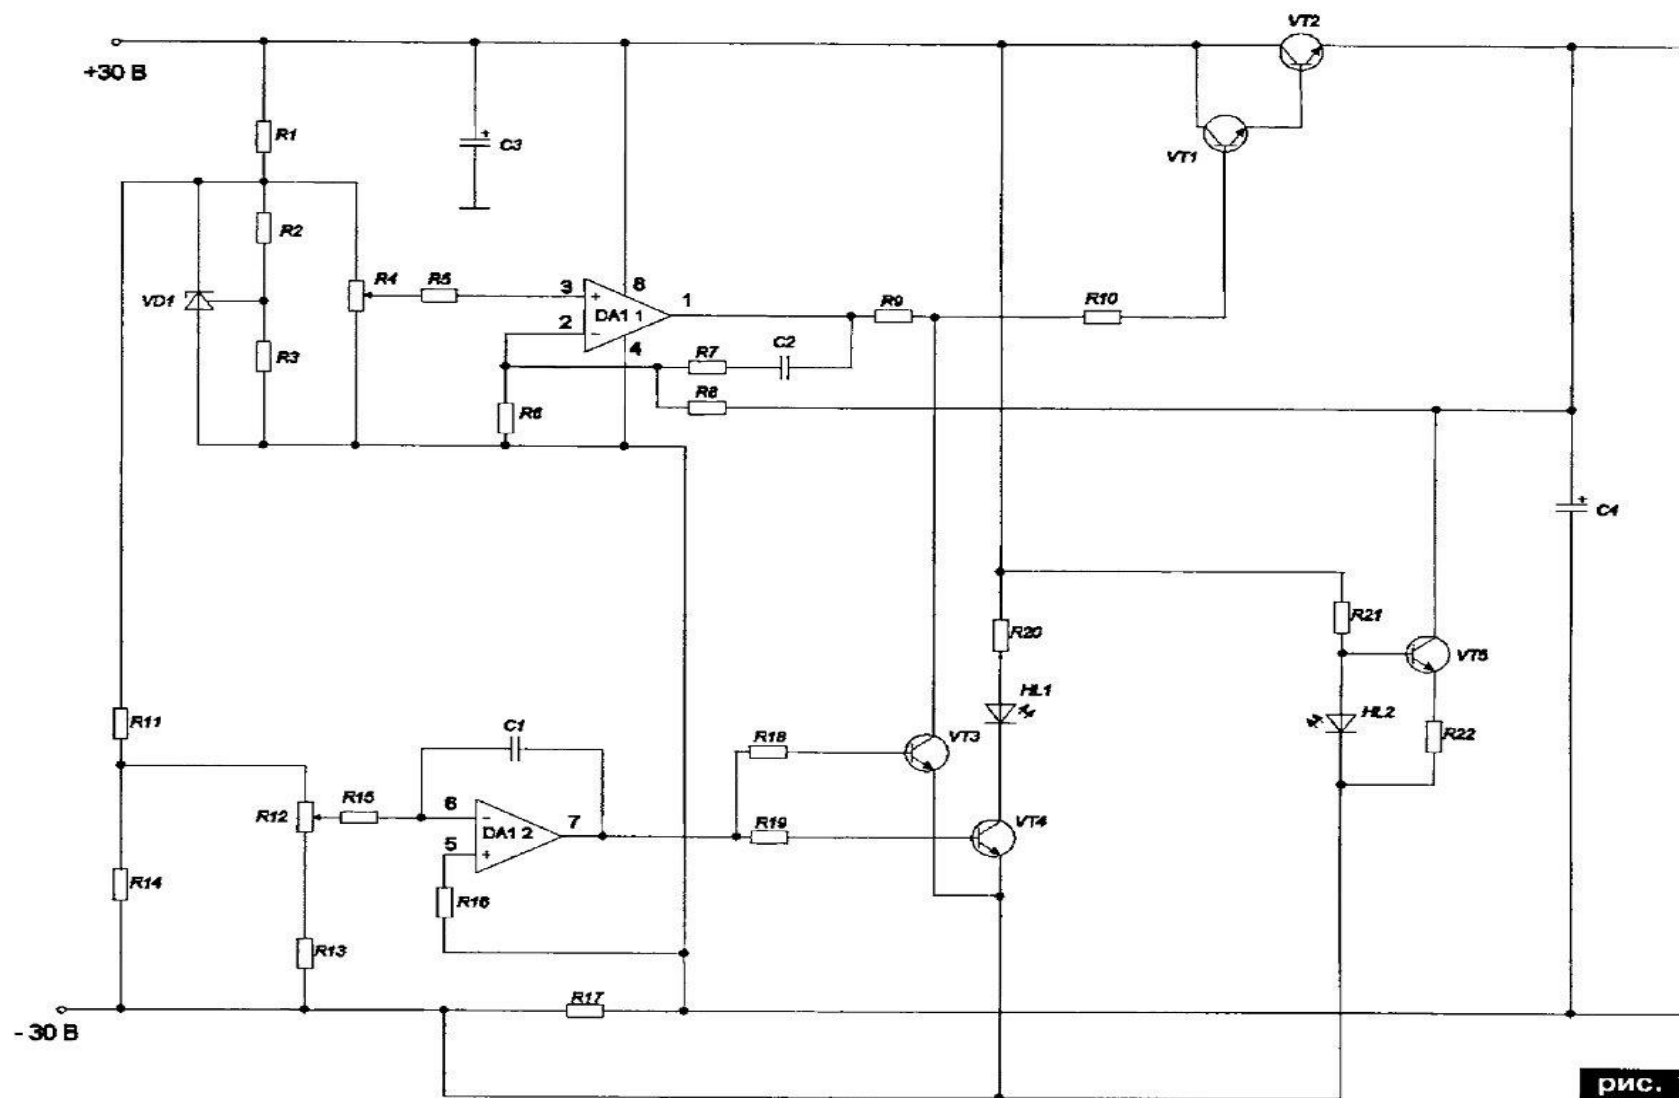 VT2
+30 В
R1
C3
VT1
R2
R4
R5
3
8
1
R9
R10
VD1
+
DA1 1
2
−
R3
4
R7
C2
R8
R6
C4
R21
R20
VT5
HL1
HL2
R11
C1
R18
VT3
R22
R12
R15
6
−
DA1 2
7
R19
VT4
5
+
R14
R16
R13
R17
- 30 В
рис.